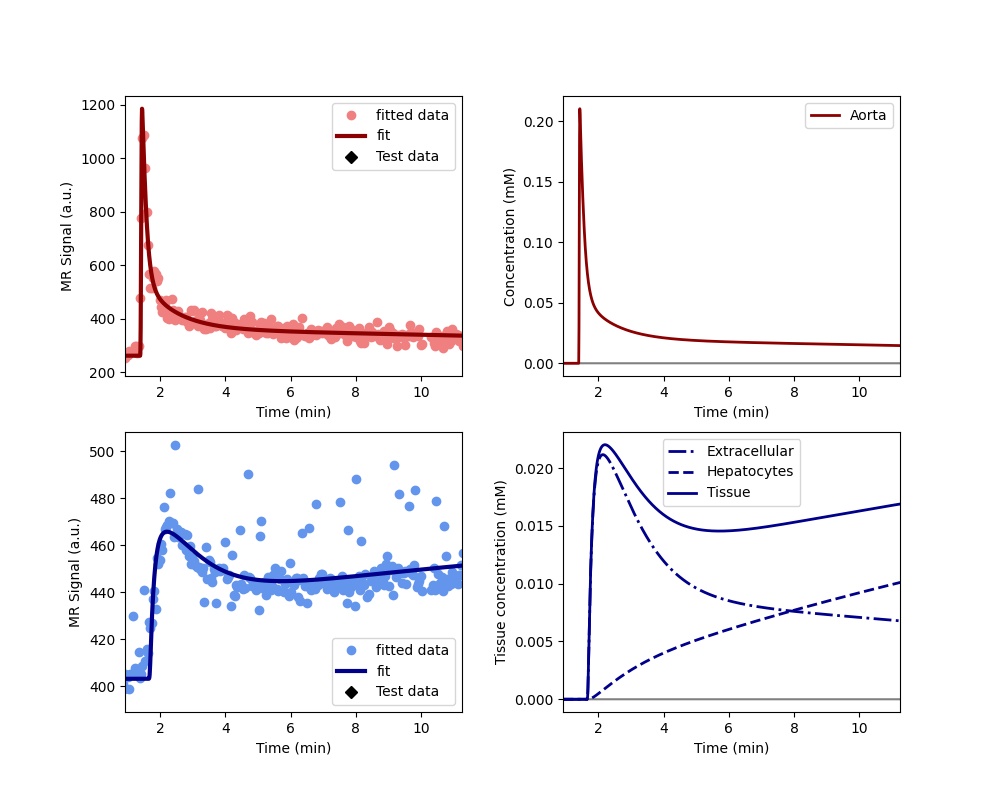 MR Signal (a.u.)
1200
1000
800
600
400
200
2 4 6 8 10
Time (min)
fitted data
fit
Test data
Concentration (mM)
0.20
0.15
0.10
0.05
0.00
2 4 6 8 10
Time (min)
Aorta
MR Signal (a.u.)
500
480
460
440
420
400
2 4 6 8 10
Time (min)
fitted data
fit
Test data
Tissue concentration (mM)
0.020
0.015
0.010
0.005
0.000
2 4 6 8 10
Time (min)
Extracellular
Hepatocytes
Tissue